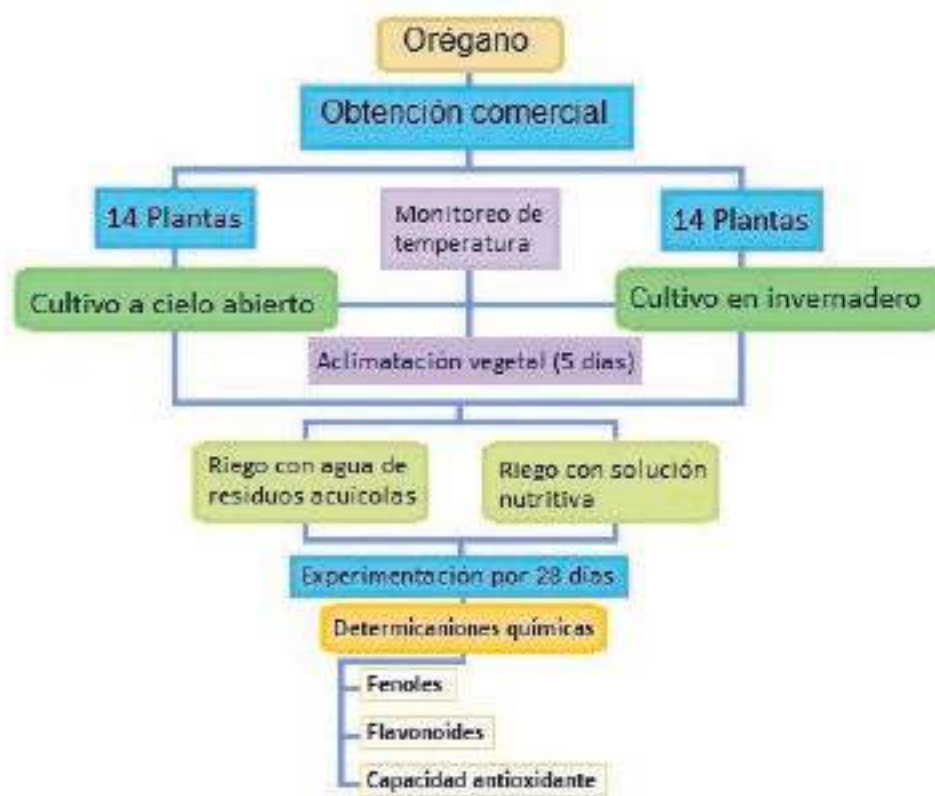 Orégano
Obtención comercial
14 Plantas
Monitoreo de
temperatura
14 Plantas
Cultivo a cielo abierto
Cultivo en invernadero
Aclimatación vegetal (5 dias)
Riego con agua de
residuos acuicolas
Riego con solución
nutritiva
Experimentación por 28 días
Determicaniones químicas
Fenoles
Flavonoides
Capacidad antioxidante